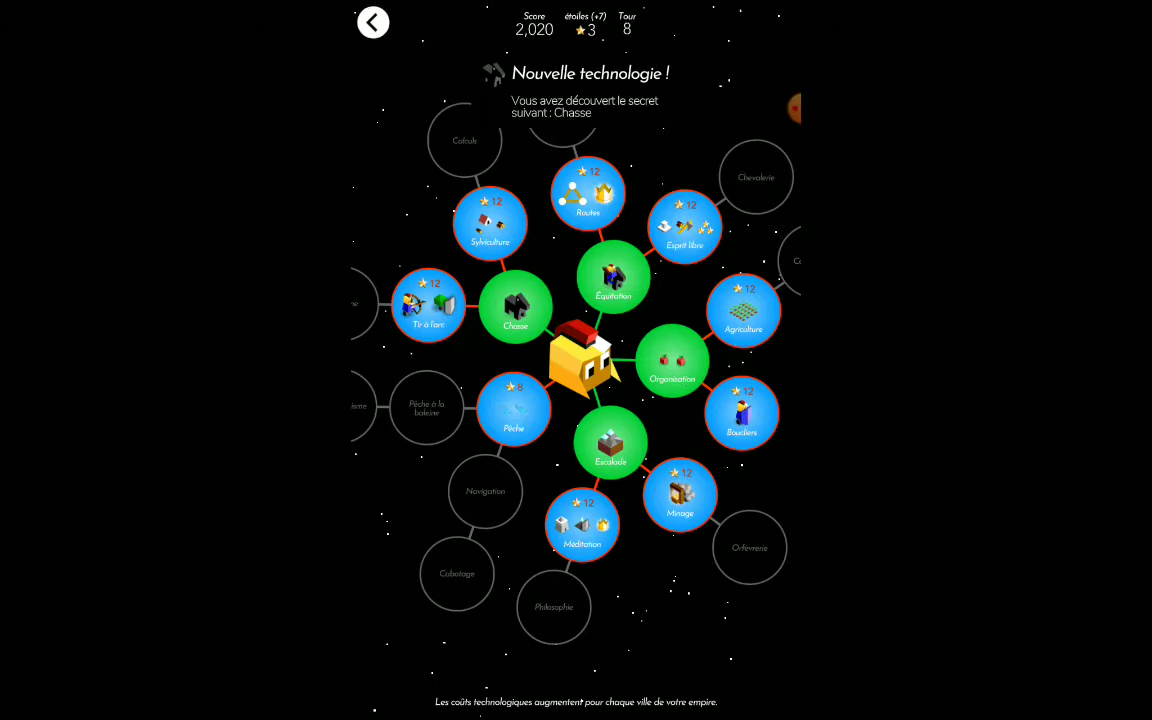 Score
étoiles (+7)
Tour
2,020
3
8
Nouvelle technologie !
Vous avez découvert le secret
suivant : Chasse
Calculs
12
Routes
Chevalerie
12
Sylviculture
12
Esprit libre
Équitation
12
Tir à l'arc
Chasse
12
Agriculture
Organisation
Pêche à la
baleine
8
Pêche
12
Boucliers
isme
Escalade
12
Minage
Navigation
12
Méditation
Orfèvrerie
Cabotage
Philosophie
Les coûts technologiques augmentent pour chaque ville de votre empire.